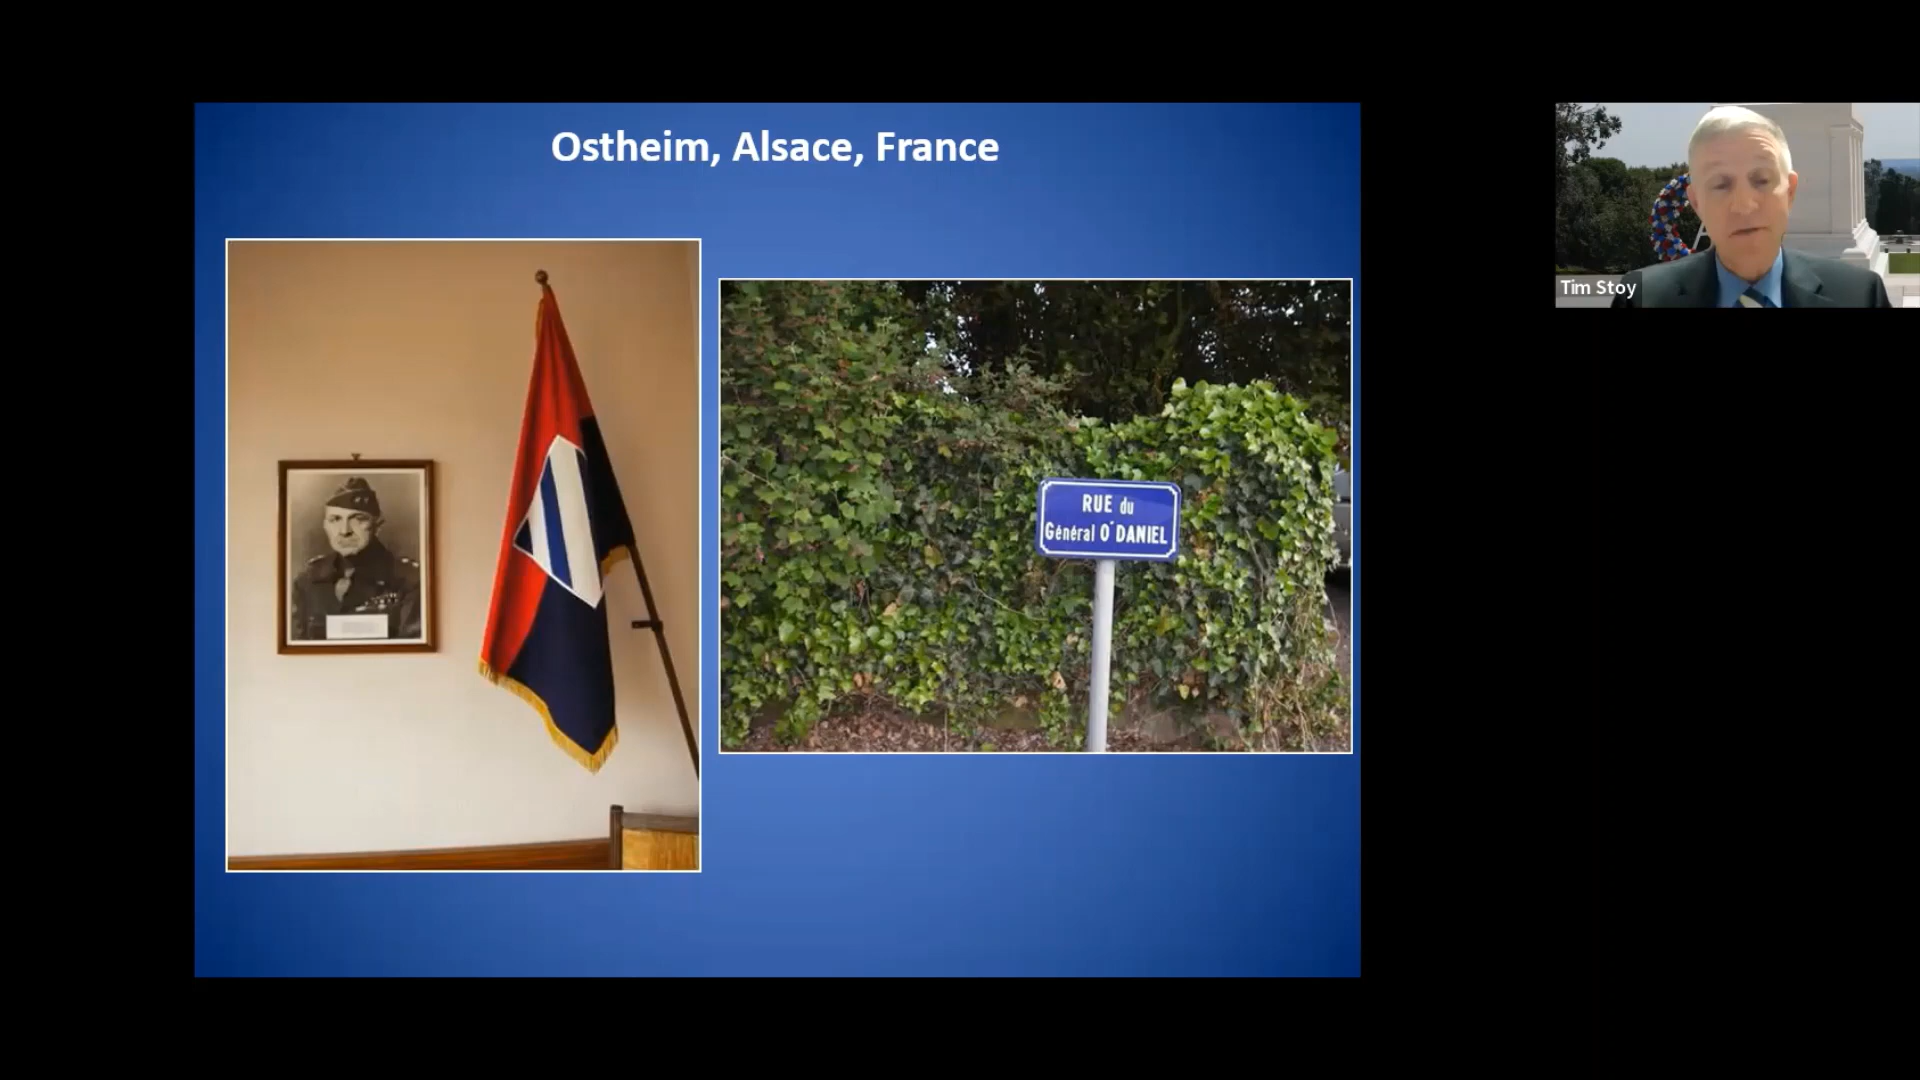 Ostheim, Alsace, France
RUE du
Général O'DANIEL
Tim Stoy